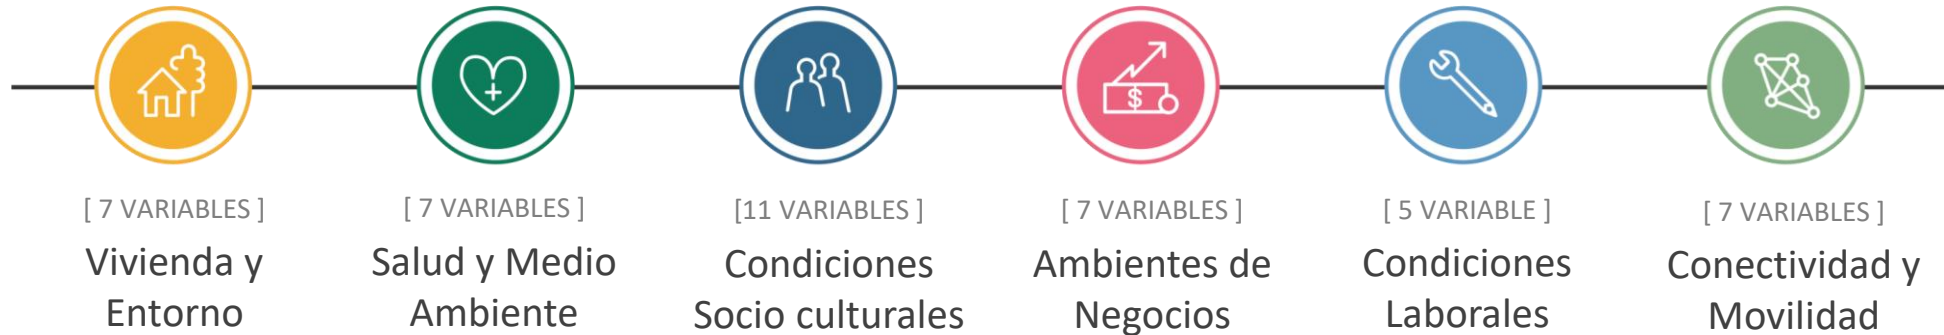 $
[ 7 VARIABLES ]
Vivienda y
Entorno
[ 7 VARIABLES ]
Salud y Medio
Ambiente
[11 VARIABLES ]
Condiciones
Socio culturales
[ 7 VARIABLES ]
Ambientes de
Negocios
[ 5 VARIABLE ]
Condiciones
Laborales
[ 7 VARIABLES ]
Conectividad y
Movilidad